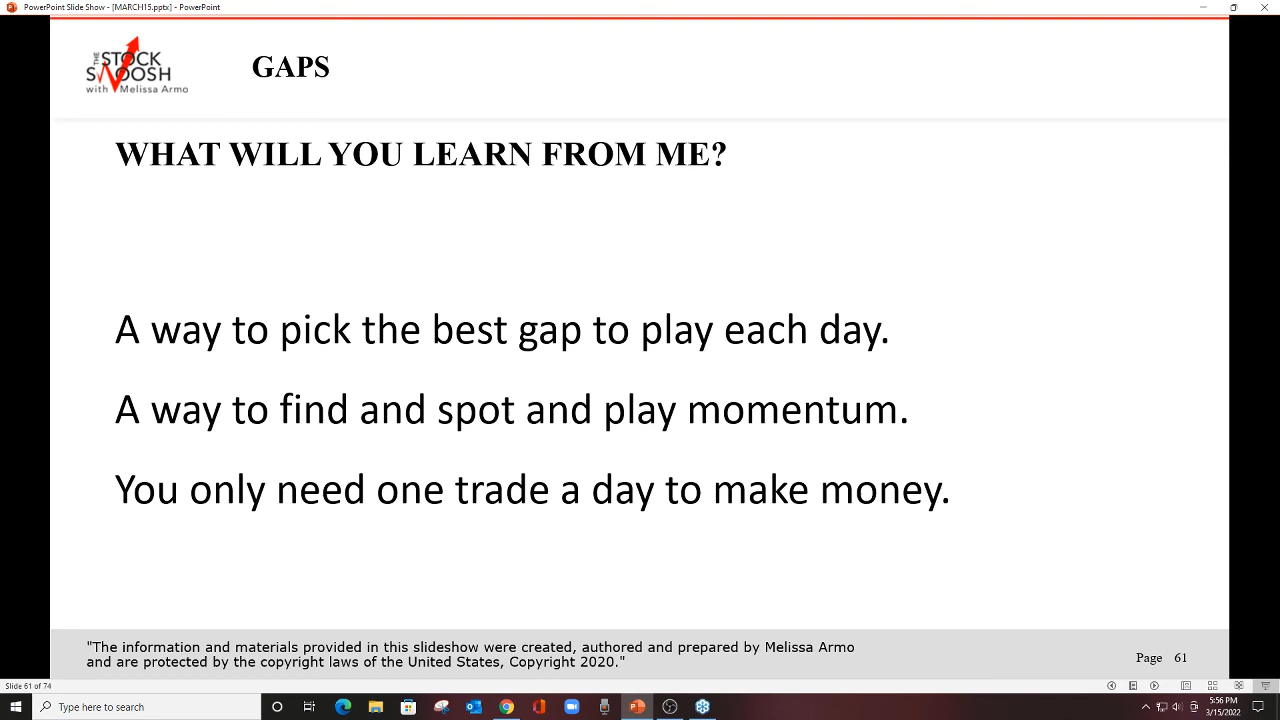 PowerPoint Slide Show - [MARCH15.pptx] - PowerPoint
THE
STOCK
SWOOSH
with Melissa Armo
GAPS
WHAT WILL YOU LEARN FROM ME?
A way to pick the best gap to play each day.
A way to find and spot and play momentum.
You only need one trade a day to make money.
"The information and materials provided in this slideshow were created, authored and prepared by Melissa Armo
and are protected by the copyright laws of the United States, Copyright 2020."
Page 61
Slide 61 of 74
Type here to search
5:56 PM
3/15/2022